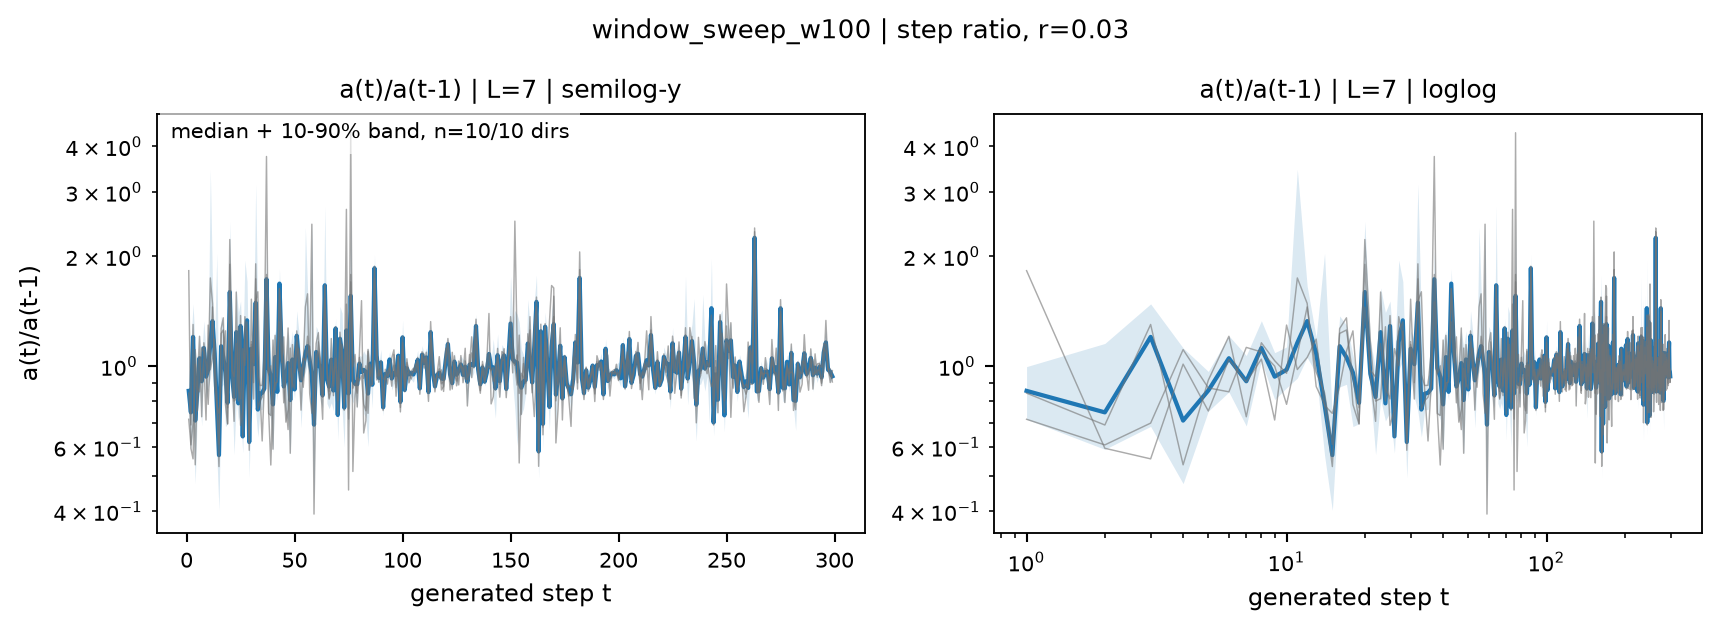 window_sweep_w100 | step ratio, r=0.03
a(t)/a(t-1) | L=7 | semilog-y
median + 10-90% band, n=10/10 dirs
a(t)/a(t-1)
4 × 10⁰
3 × 10⁰
2 × 10⁰
10⁰
6 × 10⁻¹
4 × 10⁻¹
0 50 100 150 200 250 300
generated step t
a(t)/a(t-1) | L=7 | loglog
4 × 10⁰
3 × 10⁰
2 × 10⁰
10⁰
6 × 10⁻¹
4 × 10⁻¹
10⁰ 10¹ 10²
generated step t